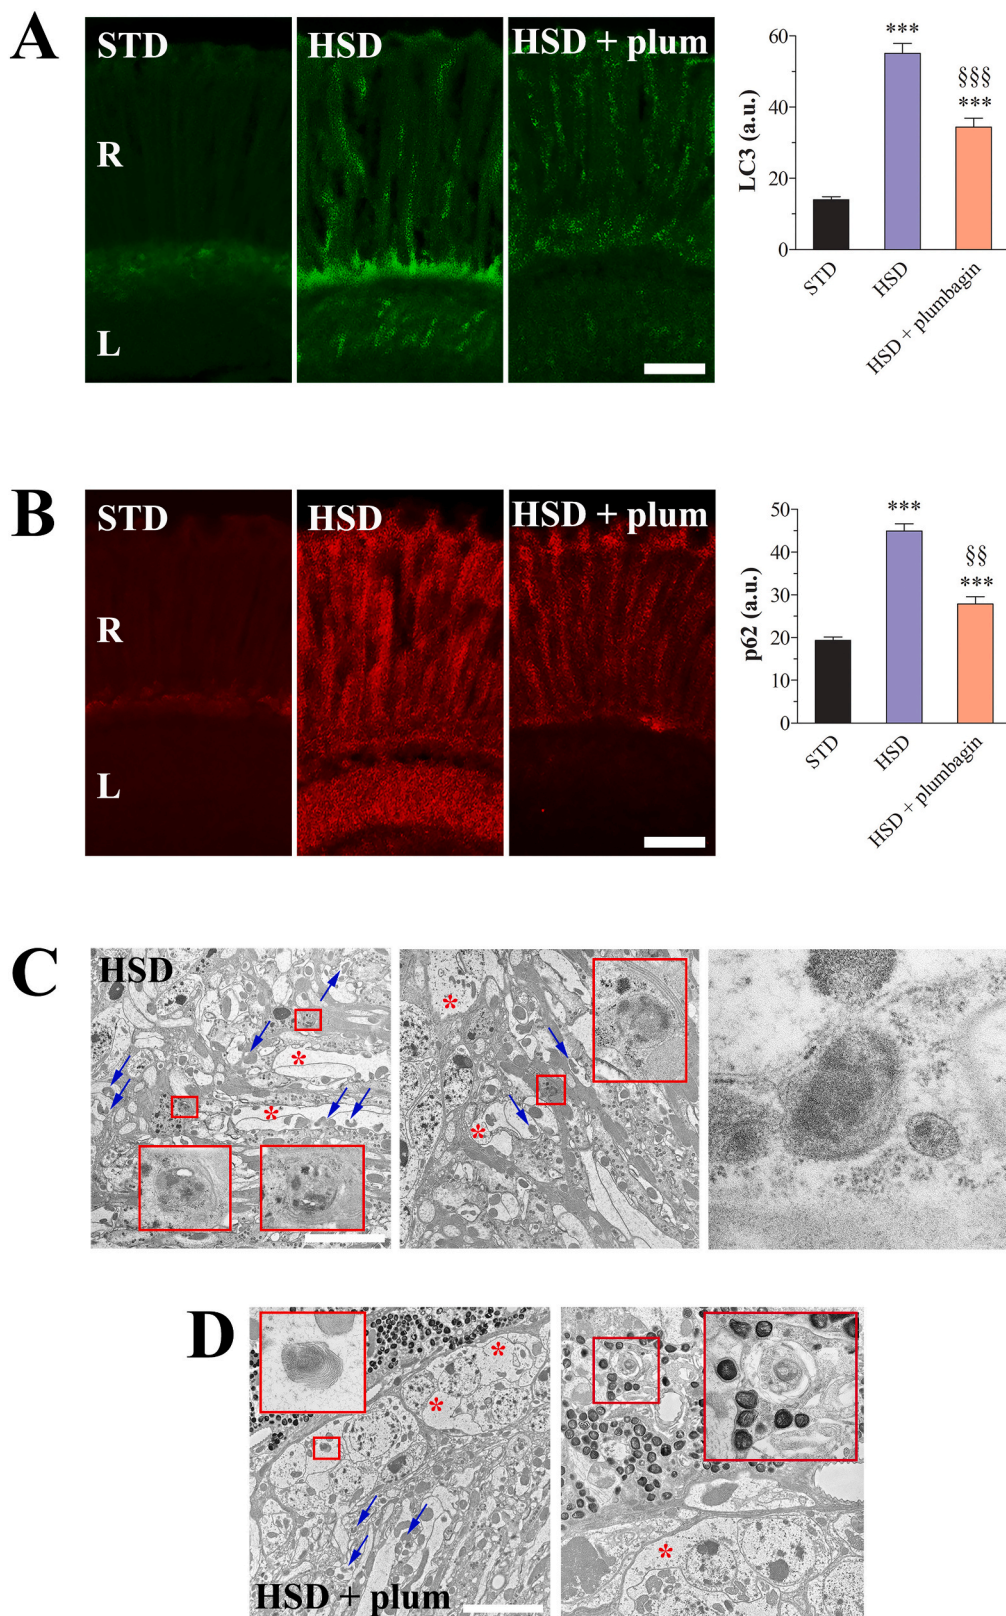 A
STD
HSD
HSD + plum
R
L
LC3 (a.u.)
60
40
20
0
***
§§§
***
STD
HSD
HSD + plumbagin
B
STD
HSD
HSD + plum
R
L
p62 (a.u.)
50
40
30
20
10
0
***
§§
***
STD
HSD
HSD + plumbagin
C
HSD
*
*
*
*
D
*
*
HSD + plum
*